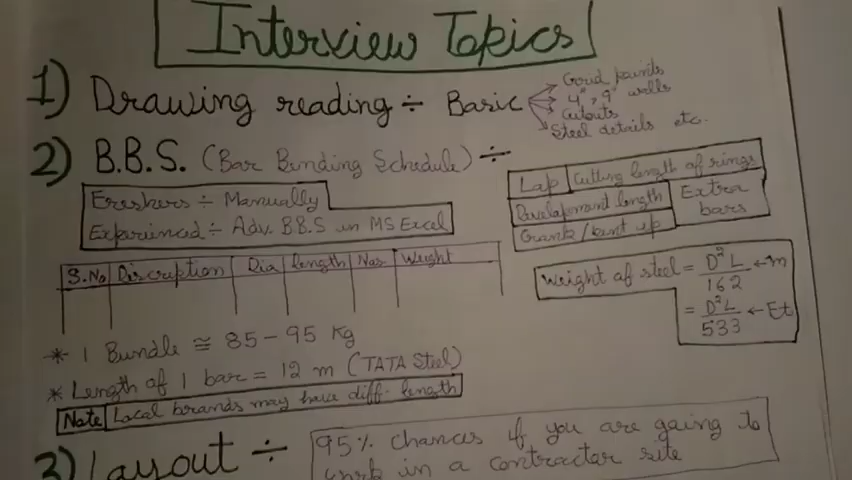 Interview Topics
1) Drawing reading ÷ Basic
Grid points
4", 9" walls
Cutouts
Steel details etc.
2) B.B.S. (Bar Bending Schedule) ÷
Freshers ÷ Manually
Experienced ÷ Adv. BBS in MS Excel
Lap Cutting length of rings
Development length Extra bars
Crank/bent up
S.No Discription Dia length Nos Weight
Weight of steel = D²L/162 ← m
= D²L/533 ← Ft
* 1 Bundle ≅ 85-95 Kg
* Length of 1 bar = 12 m (TATA Steel)
Note Local brands may have diff. length
3) Layout ÷ 95% chances if you are going to
work in a contractor site